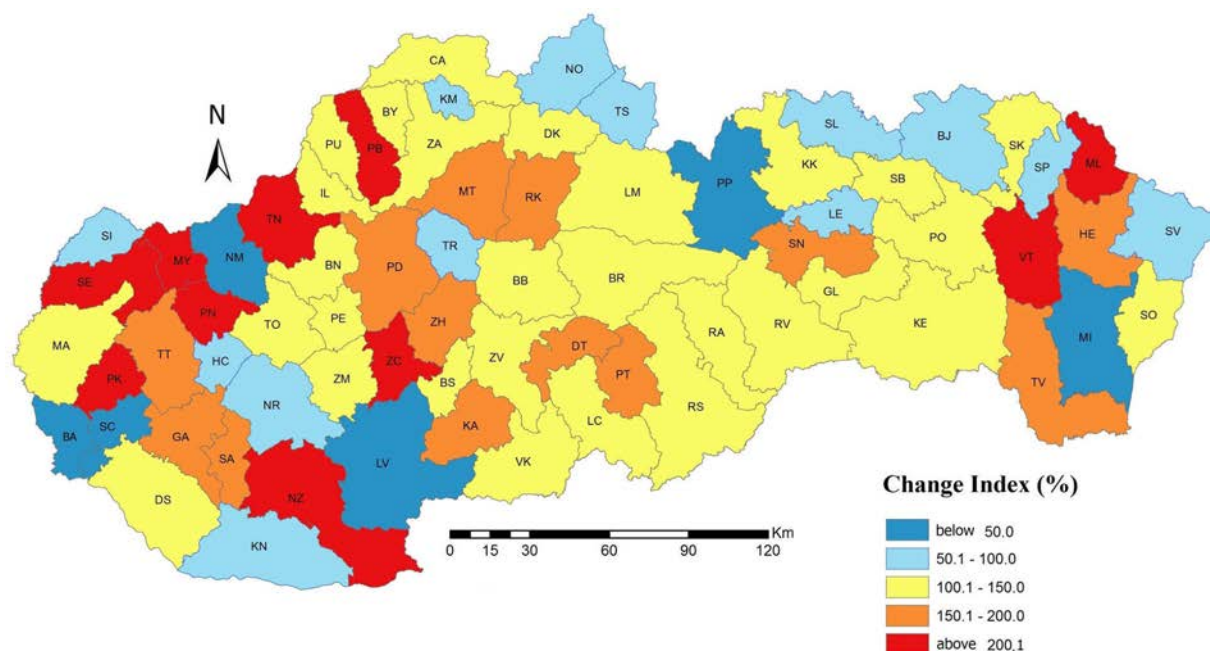 CA
NO
KM
TS
BY
PB
PU
ZA
DK
SL
BJ
SK
SP
ML
N
KK
IL
MT
RK
LM
PP
SB
LE
TN
SI
MY
NM
TR
PO
SV
HE
SN
VT
BN
PD
BB
BR
SE
PN
GL
TO
PE
ZH
RA
RV
KE
SO
MA
TT
HC
ZC
ZV
DT
MI
PK
ZM
BS
PT
TV
NR
RS
BA
SC
GA
SA
KA
LC
LV
VK
DS
NZ
KN
Km
0 15 30 60 90 120
Change Index (%)
below 50.0
50.1 - 100.0
100.1 - 150.0
150.1 - 200.0
above 200.1